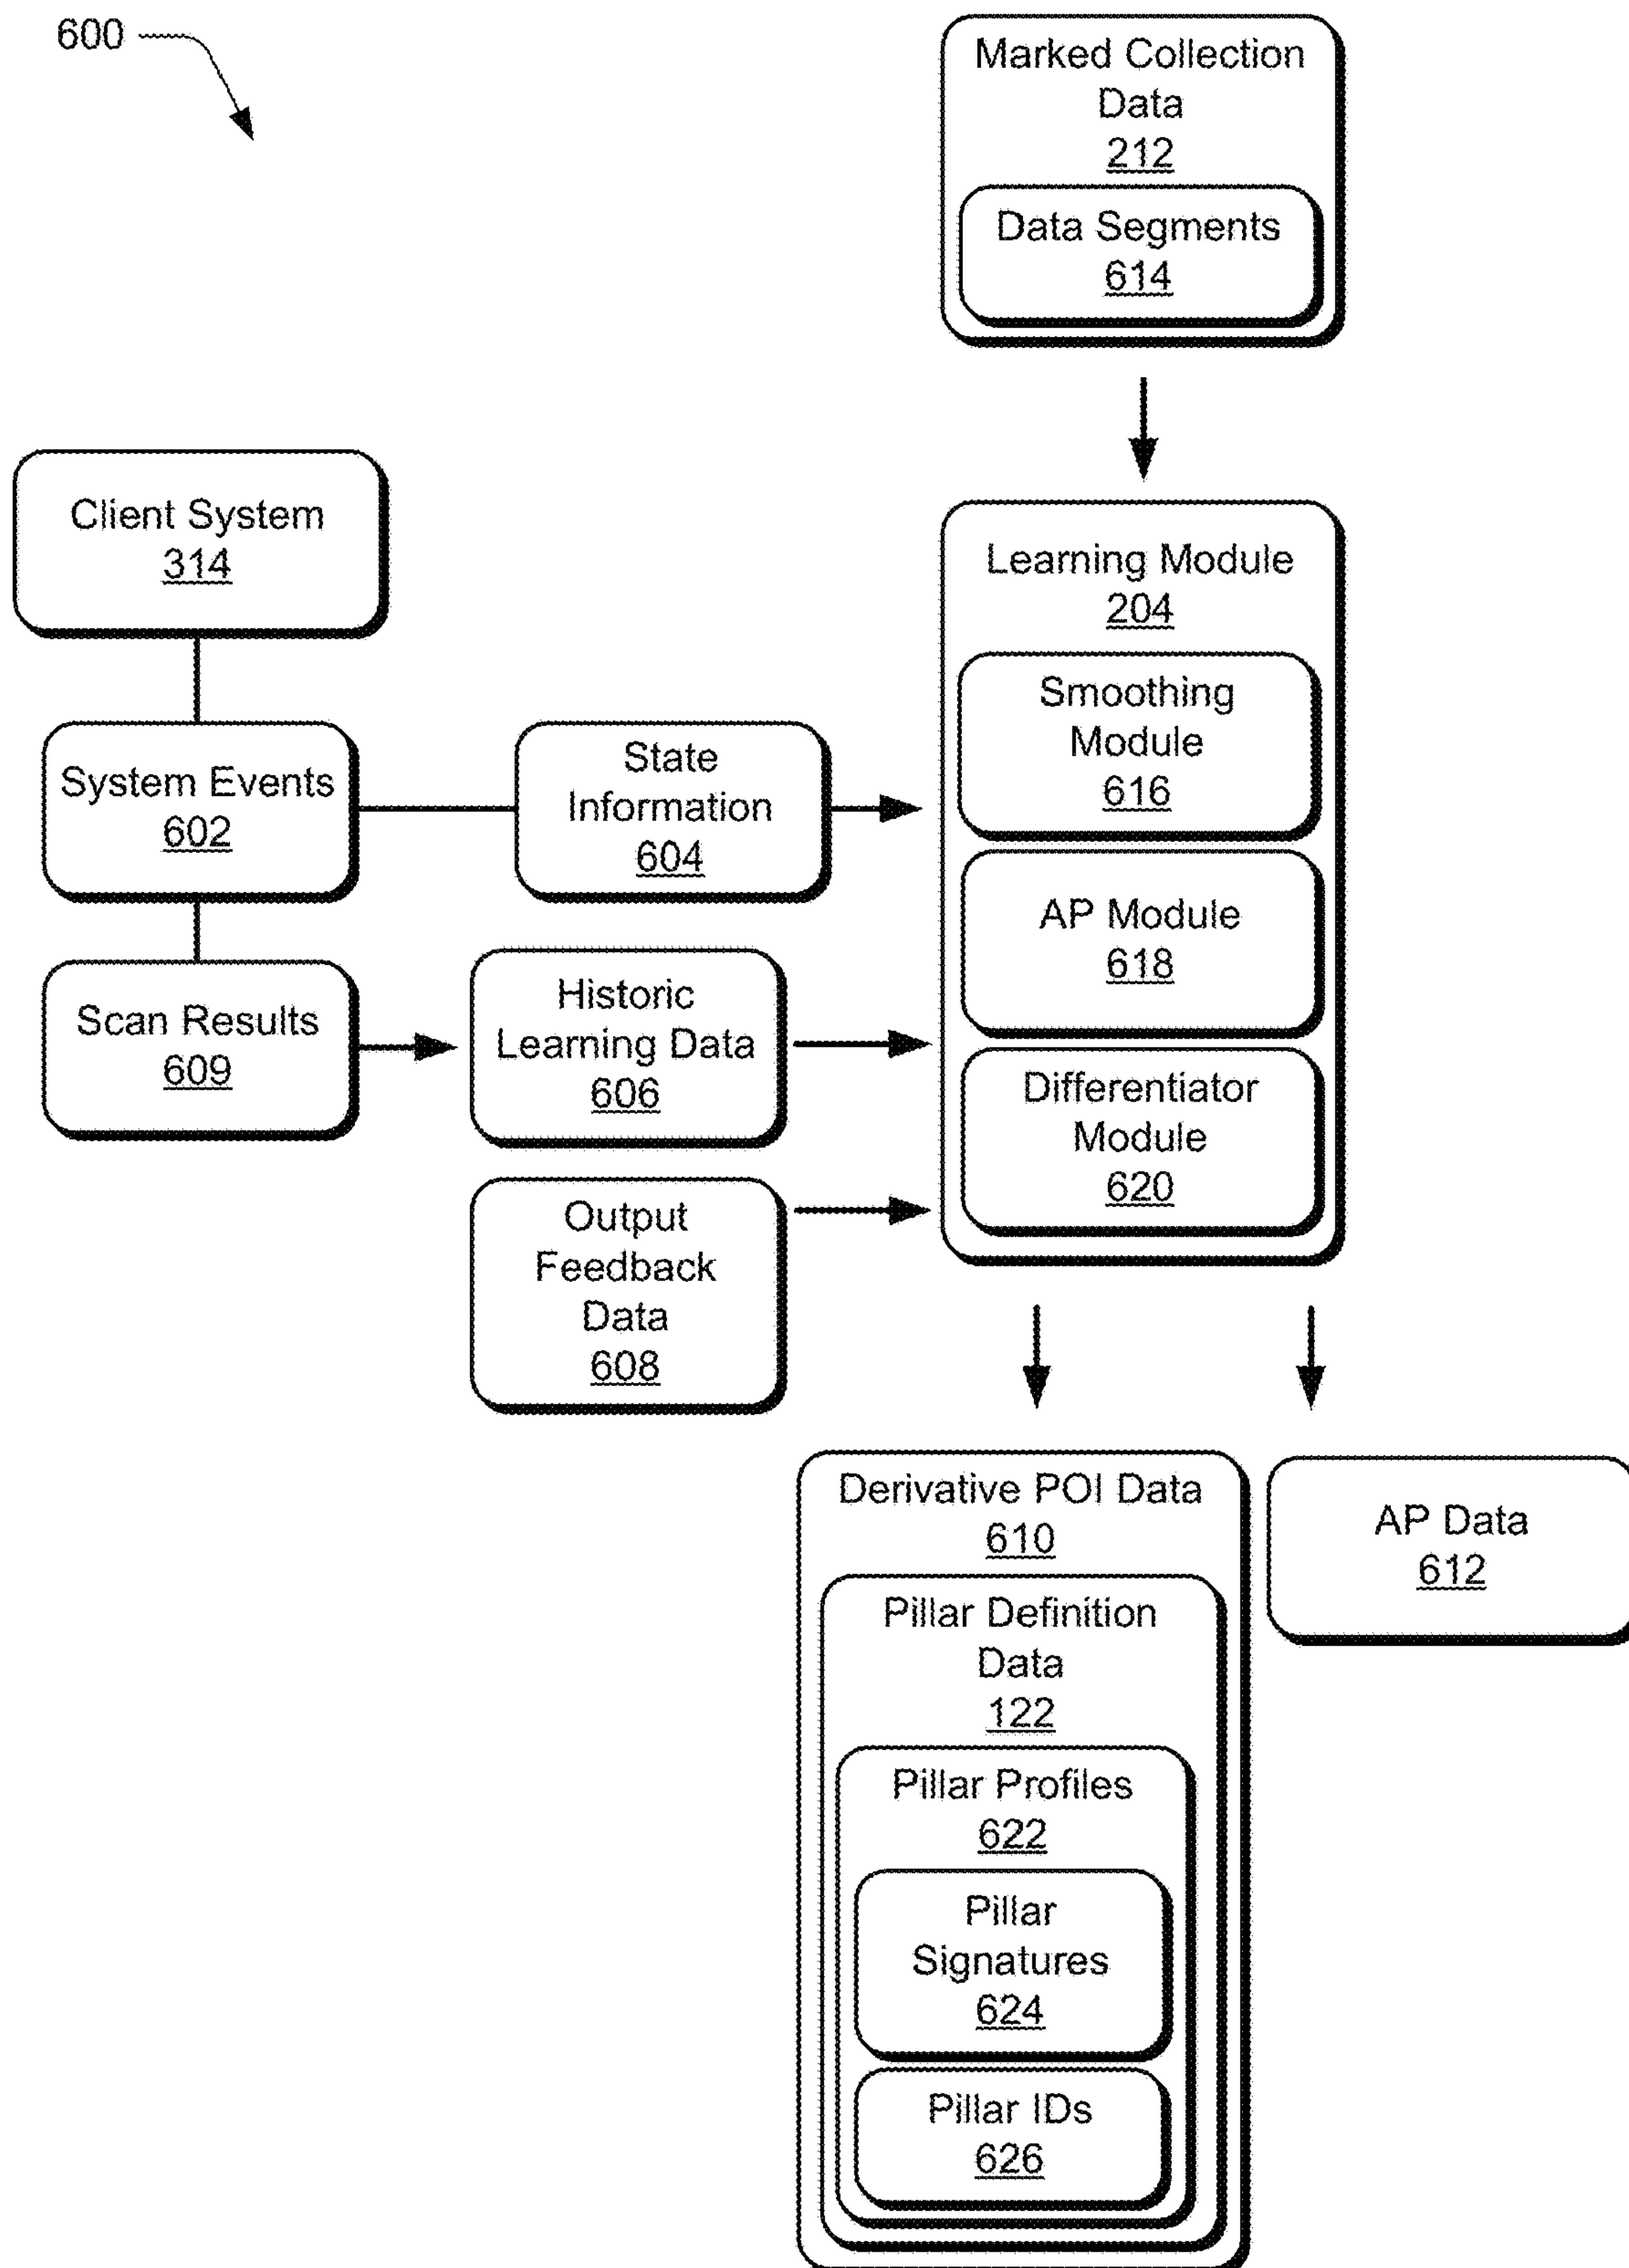 600
Marked Collection
Data
212
Data Segments
614
Client System
314
Learning Module
204
Smoothing
Module
616
System Events
602
State
Information
604
AP Module
618
Scan Results
609
Historic
Learning Data
606
Differentiator
Module
620
Output
Feedback
Data
608
Derivative POI Data
610
AP Data
612
Pillar Definition
Data
122
Pillar Profiles
622
Pillar
Signatures
624
Pillar IDs
626